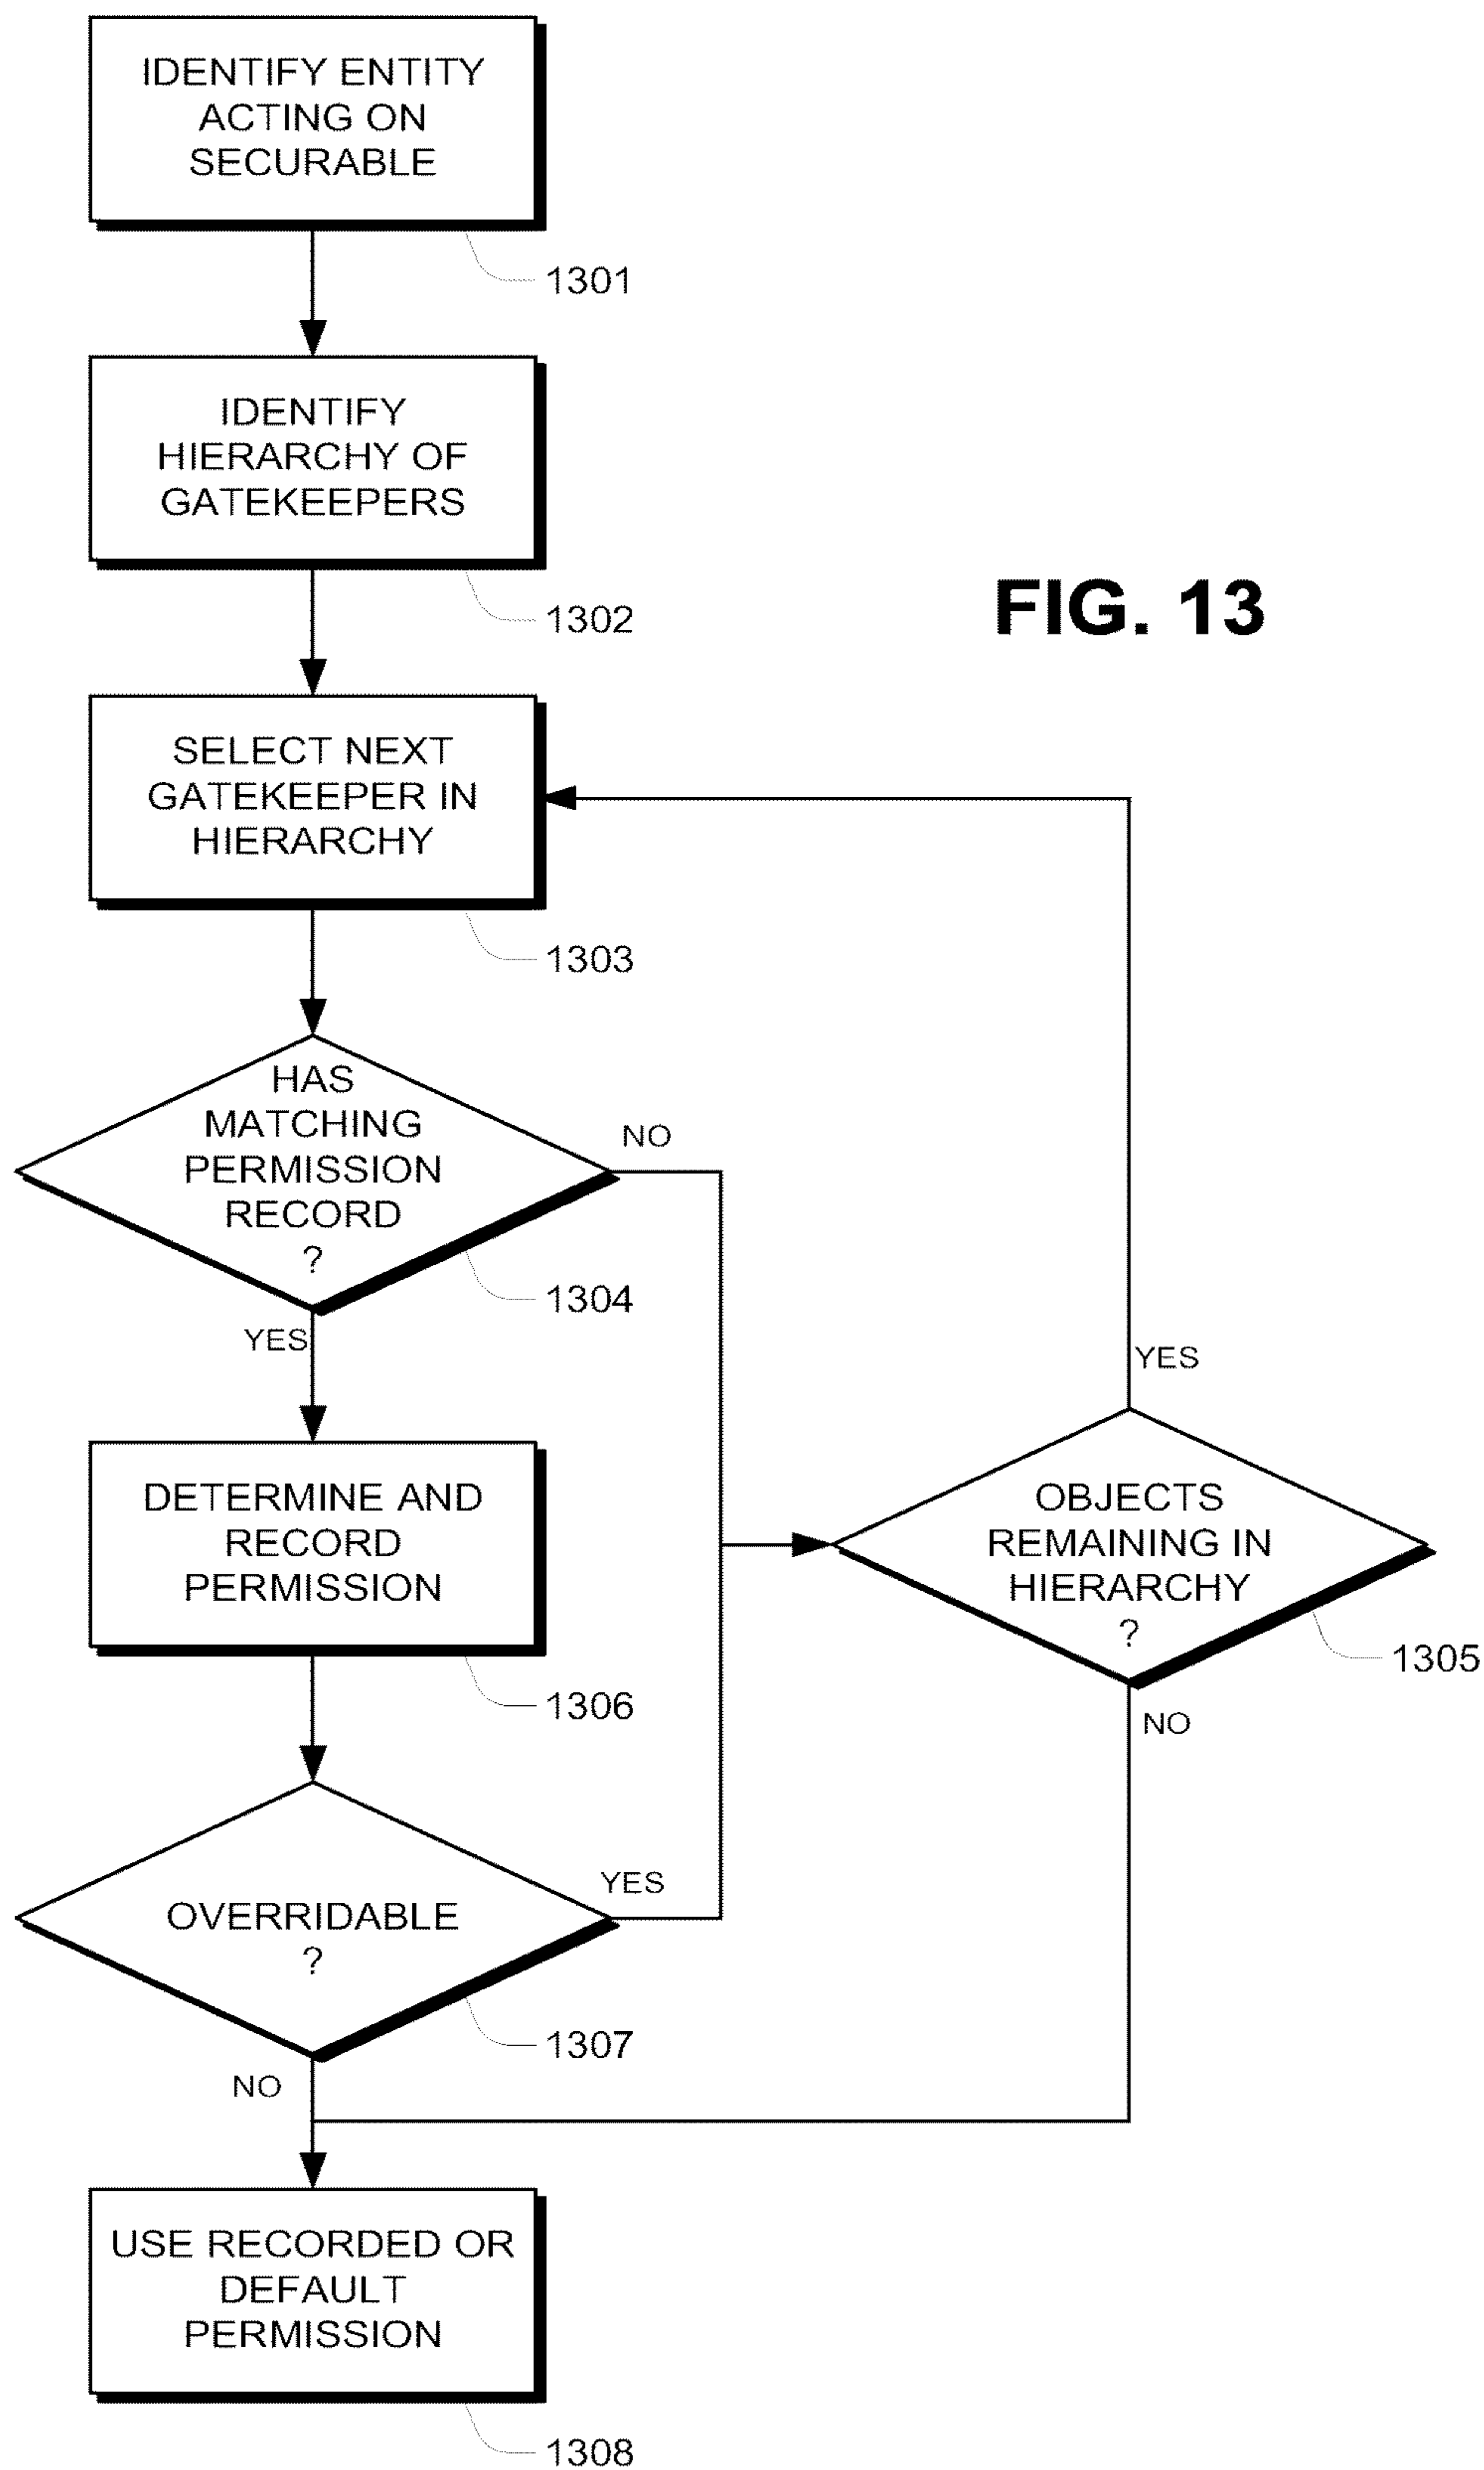 IDENTIFY ENTITY
ACTING ON
SECURABLE
1301
IDENTIFY
HIERARCHY OF
GATEKEEPERS
1302
FIG. 13
SELECT NEXT
GATEKEEPER IN
HIERARCHY
1303
HAS
MATCHING
PERMISSION
RECORD
?
NO
1304
YES
YES
OBJECTS
REMAINING IN
HIERARCHY
?
1305
NO
DETERMINE AND
RECORD
PERMISSION
1306
OVERRIDABLE
?
YES
1307
NO
USE RECORDED OR
DEFAULT
PERMISSION
1308